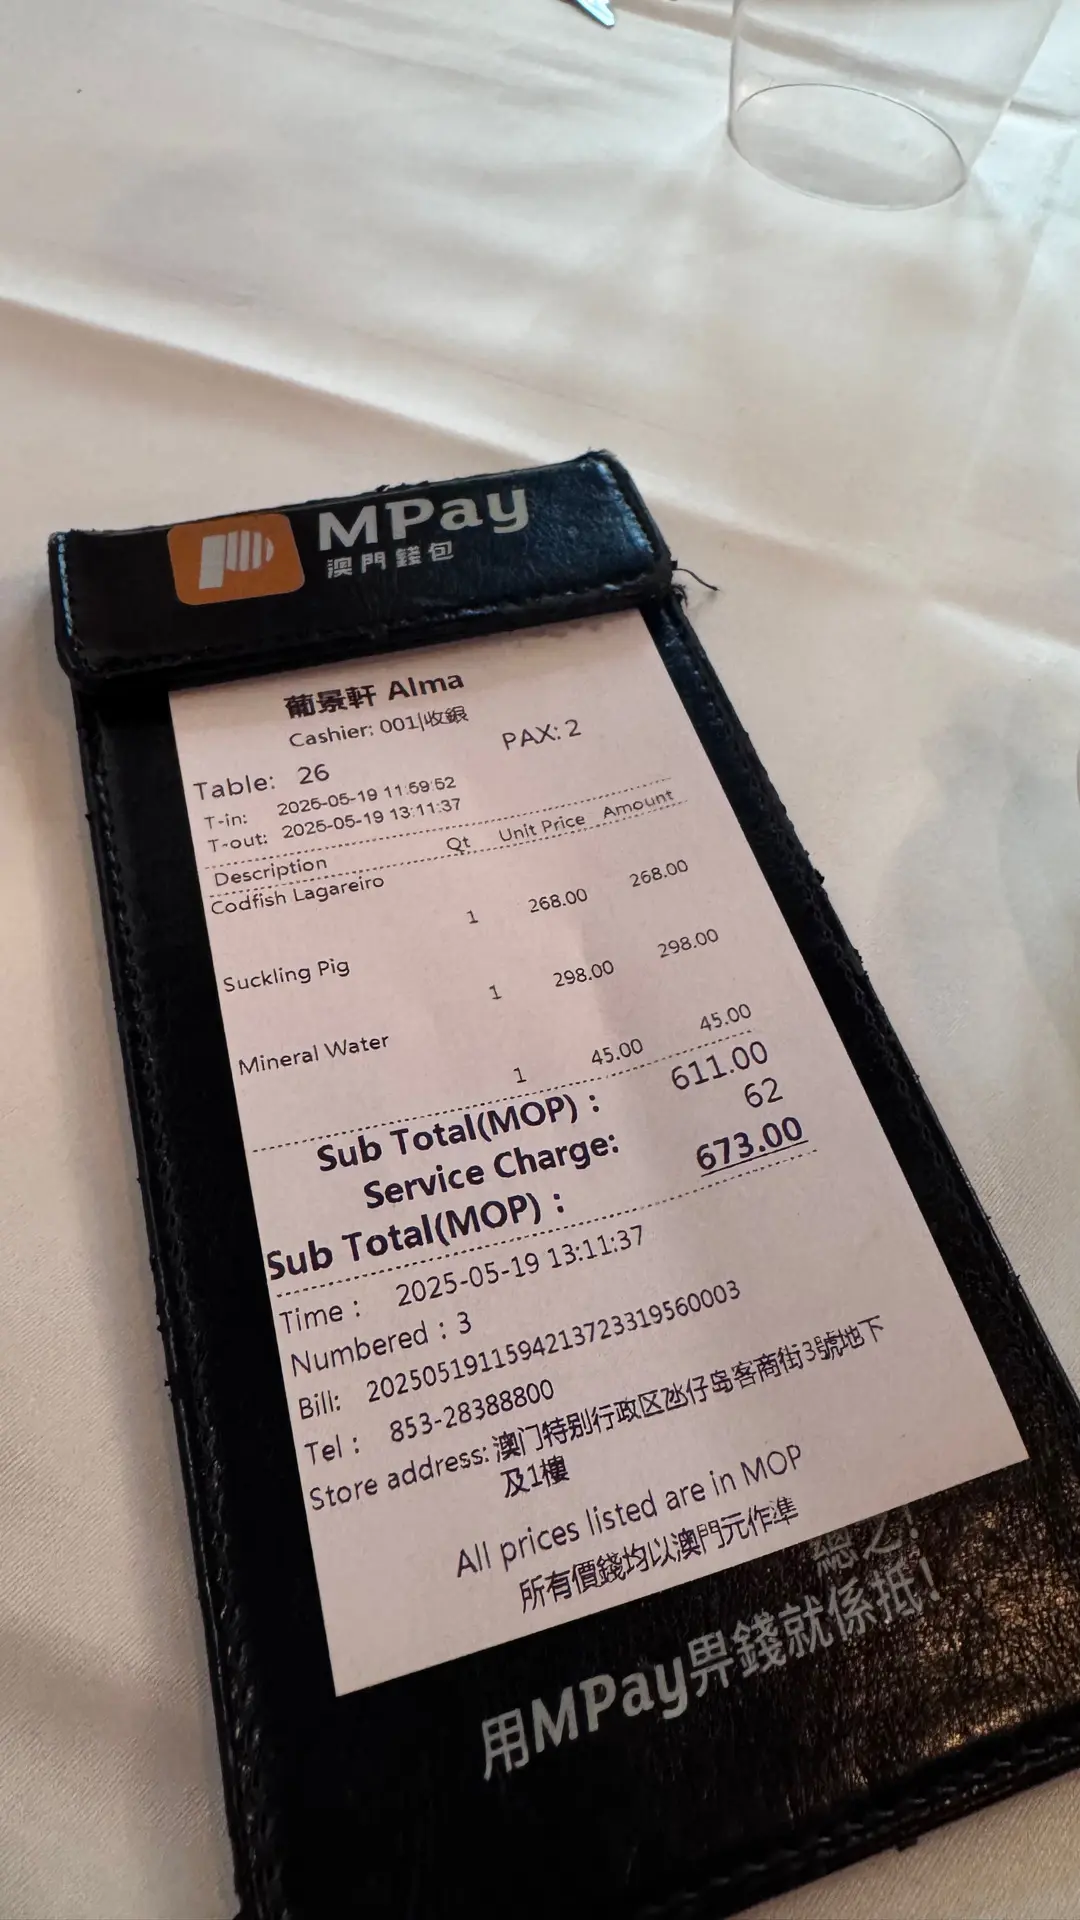 MPay
澳門錢包
葡景軒 Alma
Cashier: 001|收銀
Table: 26 PAX: 2
T-in: 2025-05-19 11:59:52
T-out: 2025-05-19 13:11:37
Description Qt Unit Price Amount
Codfish Lagareiro
1 268.00 268.00
Suckling Pig
1 298.00 298.00
Mineral Water
1 45.00 45.00
Sub Total(MOP) : 611.00
Service Charge: 62
Sub Total(MOP) : 673.00
Time : 2025-05-19 13:11:37
Numbered : 3
Bill: 2025051911594213723319560003
Tel : 853-28388800
Store address: 澳门特别行政区氹仔岛客商街3號地下
及1樓
All prices listed are in MOP
所有價錢均以澳門元作準
總之!
用MPay畀錢就係抵!